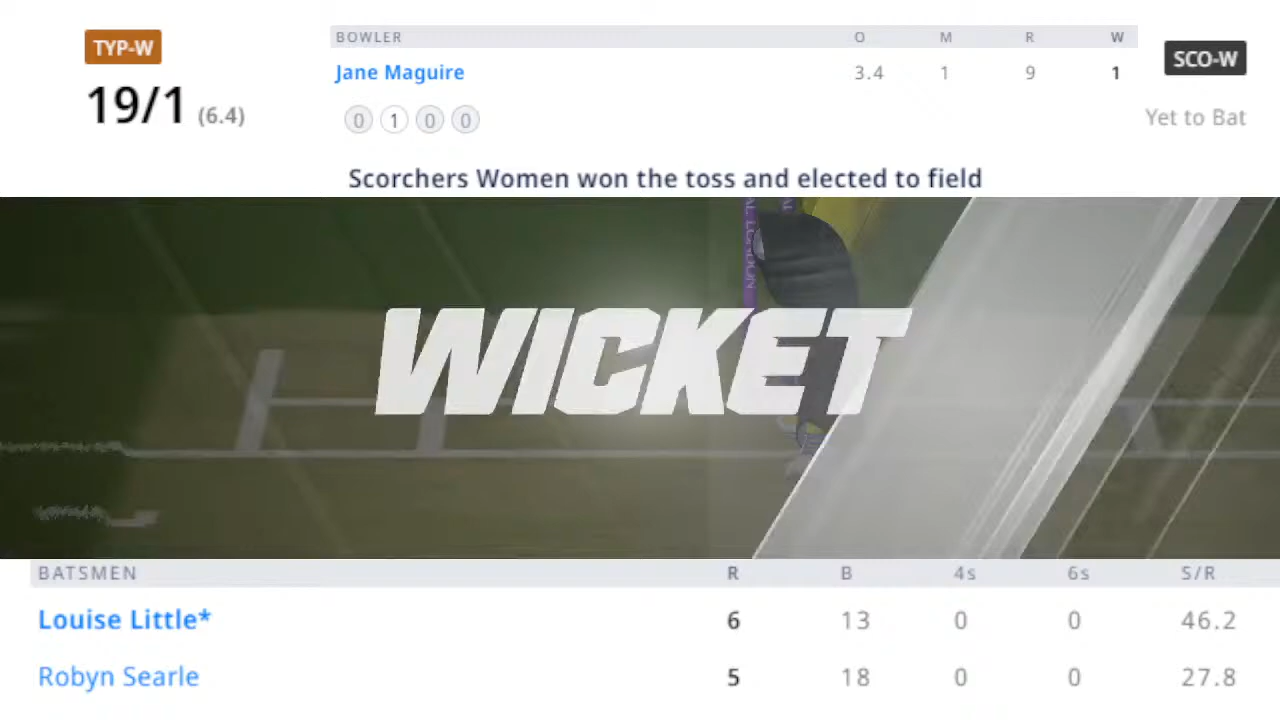 TYP-W
19/1 (6.4)
BOWLER O M R W
Jane Maguire 3.4 1 9 1
0 1 0 0
SCO-W
Yet to Bat
Scorchers Women won the toss and elected to field
WICKET
BATSMEN R B 4s 6s S/R
Louise Little* 6 13 0 0 46.2
Robyn Searle 5 18 0 0 27.8